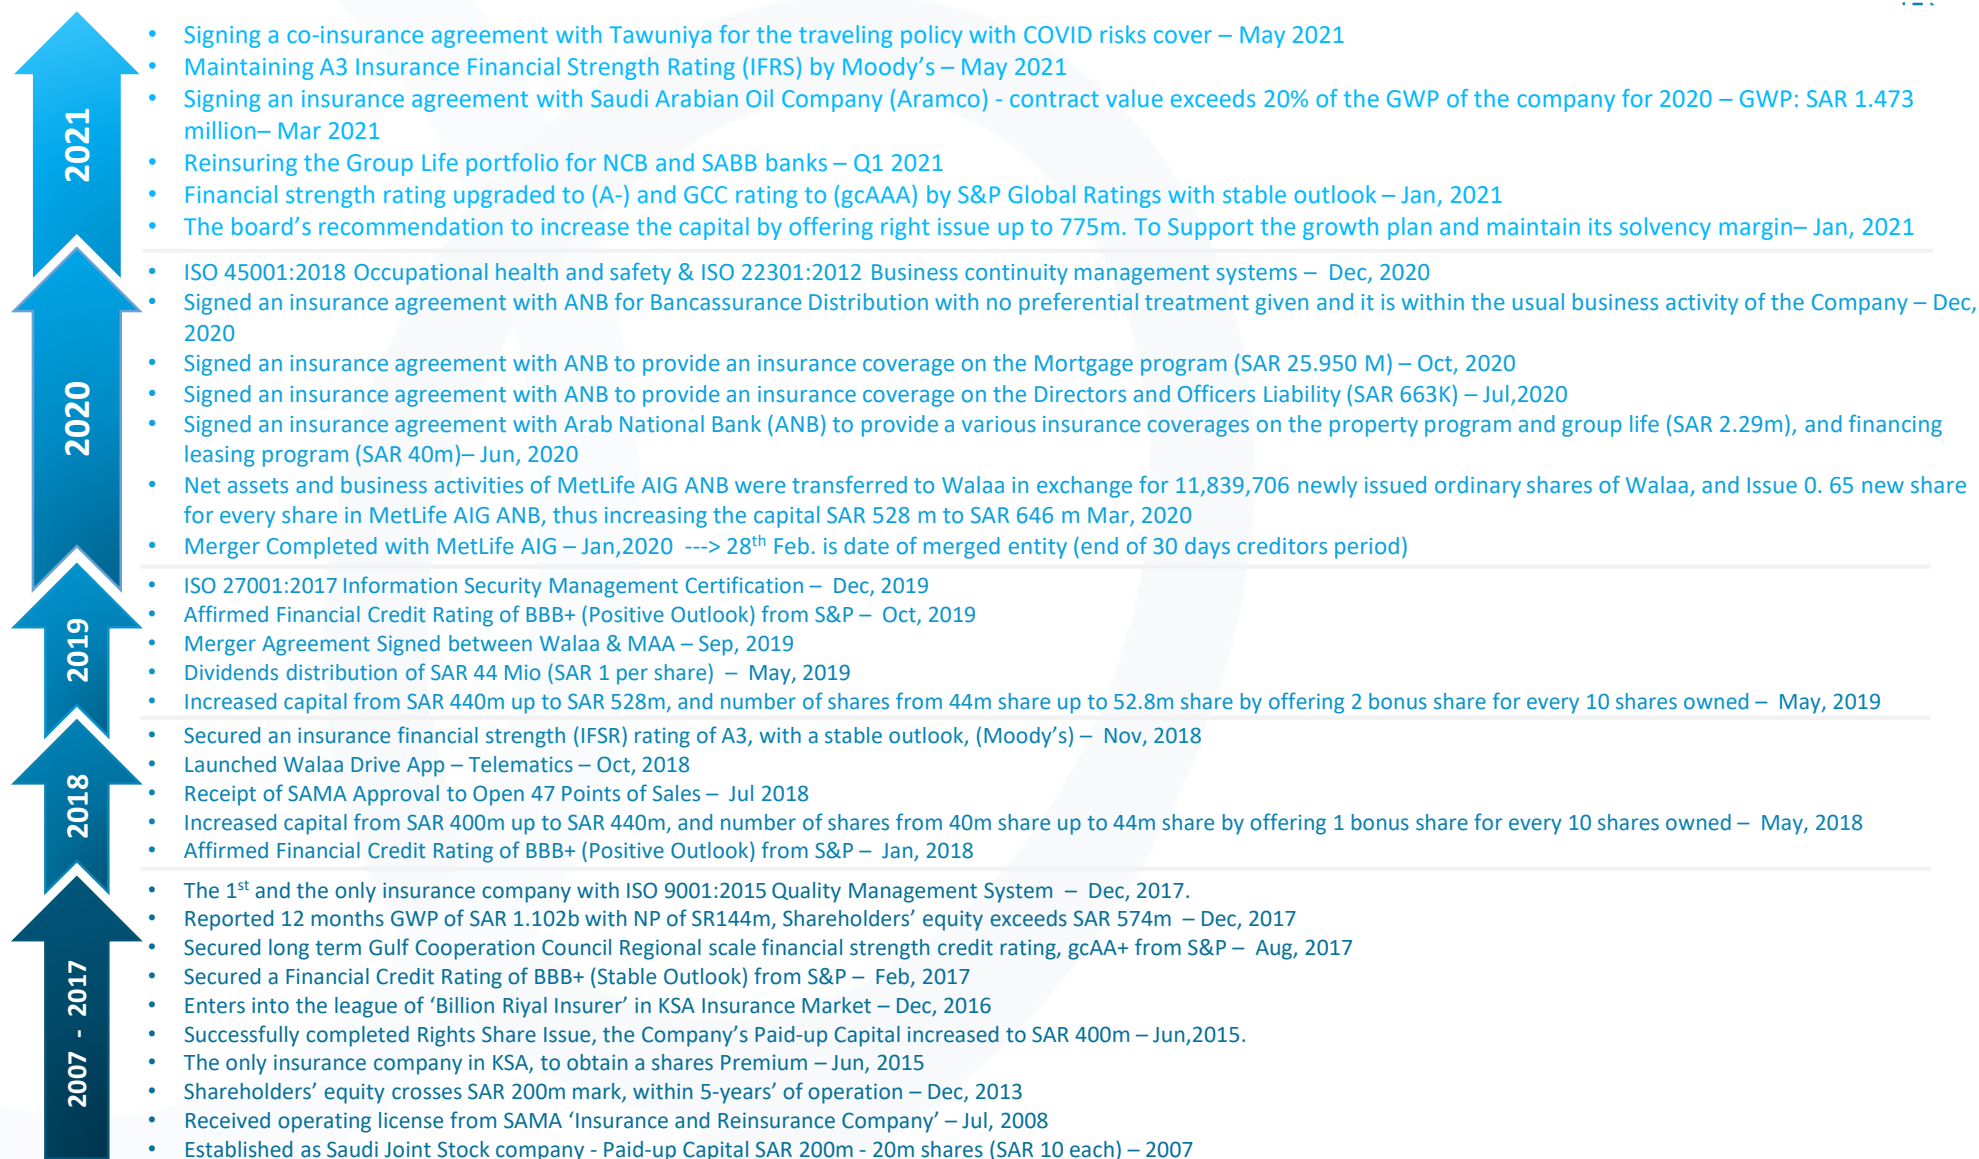 • Signing a co-insurance agreement with Tawuniya for the traveling policy with COVID risks cover – May 2021
• Maintaining A3 Insurance Financial Strength Rating (IFRS) by Moody's – May 2021
• Signing an insurance agreement with Saudi Arabian Oil Company (Aramco) - contract value exceeds 20% of the GWP of the company for 2020 – GWP: SAR 1.473
million– Mar 2021
• Reinsuring the Group Life portfolio for NCB and SABB banks – Q1 2021
• Financial strength rating upgraded to (A-) and GCC rating to (gcAAA) by S&P Global Ratings with stable outlook – Jan, 2021
• The board's recommendation to increase the capital by offering right issue up to 775m. To Support the growth plan and maintain its solvency margin– Jan, 2021
2021
• ISO 45001:2018 Occupational health and safety & ISO 22301:2012 Business continuity management systems – Dec, 2020
• Signed an insurance agreement with ANB for Bancassurance Distribution with no preferential treatment given and it is within the usual business activity of the Company – Dec,
2020
• Signed an insurance agreement with ANB to provide an insurance coverage on the Mortgage program (SAR 25.950 M) – Oct, 2020
• Signed an insurance agreement with ANB to provide an insurance coverage on the Directors and Officers Liability (SAR 663K) – Jul,2020
• Signed an insurance agreement with Arab National Bank (ANB) to provide a various insurance coverages on the property program and group life (SAR 2.29m), and financing
leasing program (SAR 40m)– Jun, 2020
• Net assets and business activities of MetLife AIG ANB were transferred to Walaa in exchange for 11,839,706 newly issued ordinary shares of Walaa, and Issue 0. 65 new share
for every share in MetLife AIG ANB, thus increasing the capital SAR 528 m to SAR 646 m Mar, 2020
• Merger Completed with MetLife AIG – Jan,2020 ---> 28th Feb. is date of merged entity (end of 30 days creditors period)
2020
• ISO 27001:2017 Information Security Management Certification – Dec, 2019
• Affirmed Financial Credit Rating of BBB+ (Positive Outlook) from S&P – Oct, 2019
• Merger Agreement Signed between Walaa & MAA – Sep, 2019
• Dividends distribution of SAR 44 Mio (SAR 1 per share) – May, 2019
• Increased capital from SAR 440m up to SAR 528m, and number of shares from 44m share up to 52.8m share by offering 2 bonus share for every 10 shares owned – May, 2019
2019
• Secured an insurance financial strength (IFSR) rating of A3, with a stable outlook, (Moody's) – Nov, 2018
• Launched Walaa Drive App – Telematics – Oct, 2018
• Receipt of SAMA Approval to Open 47 Points of Sales – Jul 2018
• Increased capital from SAR 400m up to SAR 440m, and number of shares from 40m share up to 44m share by offering 1 bonus share for every 10 shares owned – May, 2018
• Affirmed Financial Credit Rating of BBB+ (Positive Outlook) from S&P – Jan, 2018
2018
• The 1st and the only insurance company with ISO 9001:2015 Quality Management System – Dec, 2017.
• Reported 12 months GWP of SAR 1.102b with NP of SR144m, Shareholders' equity exceeds SAR 574m – Dec, 2017
• Secured long term Gulf Cooperation Council Regional scale financial strength credit rating, gcAA+ from S&P – Aug, 2017
• Secured a Financial Credit Rating of BBB+ (Stable Outlook) from S&P – Feb, 2017
• Enters into the league of 'Billion Riyal Insurer' in KSA Insurance Market – Dec, 2016
• Successfully completed Rights Share Issue, the Company's Paid-up Capital increased to SAR 400m – Jun,2015.
• The only insurance company in KSA, to obtain a shares Premium – Jun, 2015
• Shareholders' equity crosses SAR 200m mark, within 5-years' of operation – Dec, 2013
• Received operating license from SAMA 'Insurance and Reinsurance Company' – Jul, 2008
• Established as Saudi Joint Stock company - Paid-up Capital SAR 200m - 20m shares (SAR 10 each) – 2007
2007 - 2017